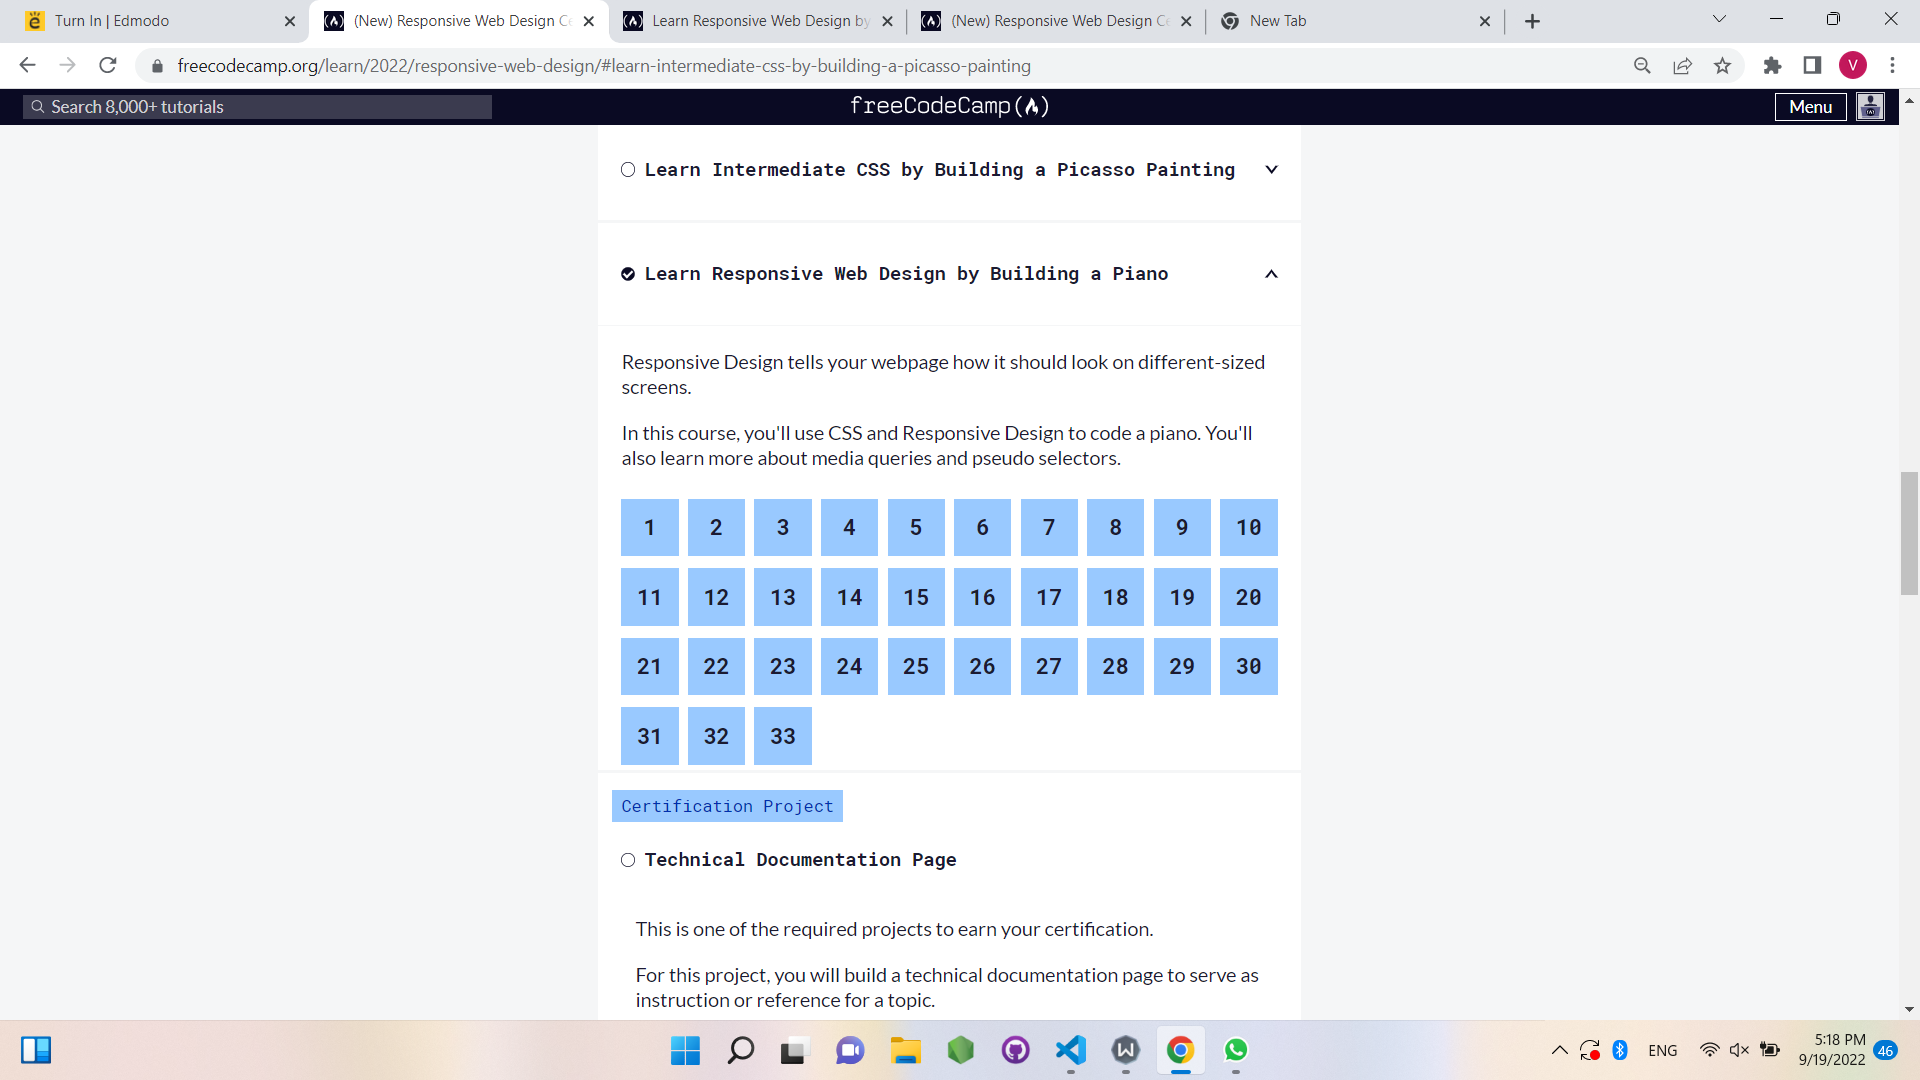 Turn In | Edmodo
(New) Responsive Web Design Ce
Learn Responsive Web Design by
(New) Responsive Web Design Ce
New Tab
freecodecamp.org/learn/2022/responsive-web-design/#learn-intermediate-css-by-building-a-picasso-painting
V
Search 8,000+ tutorials
freeCodeCamp
Menu
Learn Intermediate CSS by Building a Picasso Painting
Learn Responsive Web Design by Building a Piano
Responsive Design tells your webpage how it should look on different-sized
screens.
In this course, you'll use CSS and Responsive Design to code a piano. You'll
also learn more about media queries and pseudo selectors.
1 2 3 4 5 6 7 8 9 10
11 12 13 14 15 16 17 18 19 20
21 22 23 24 25 26 27 28 29 30
31 32 33
Certification Project
Technical Documentation Page
This is one of the required projects to earn your certification.
For this project, you will build a technical documentation page to serve as
instruction or reference for a topic.
ENG
5:18 PM
9/19/2022
46